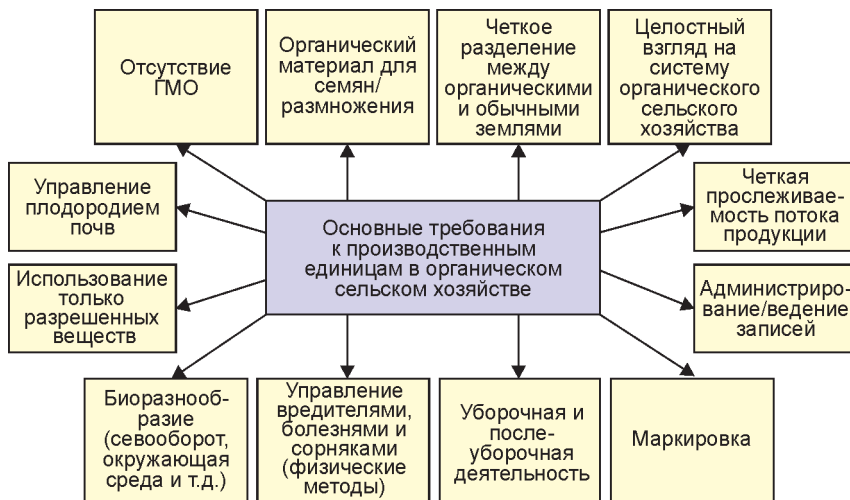 Отсутствие
ГМО
Органический
материал для
семян/
размножения
Четкое
разделение
между
органическими
и обычными
землями
Целостный
взгляд на
систему
органического
сельского
хозяйства
Управление
плодородием
почв
Основные требования
к производственным
единицам в органическом
сельском хозяйстве
Четкая
прослеживае-
мость потока
продукции
Использование
только
разрешенных
веществ
Администриро-
вание/ведение
записей
Биоразнооб-
разие
(севооборот,
окружающая
среда и т.д.)
Управление
вредителями,
болезнями и
сорняками
(физические
методы)
Уборочная и
после-
уборочная
деятельность
Маркировка